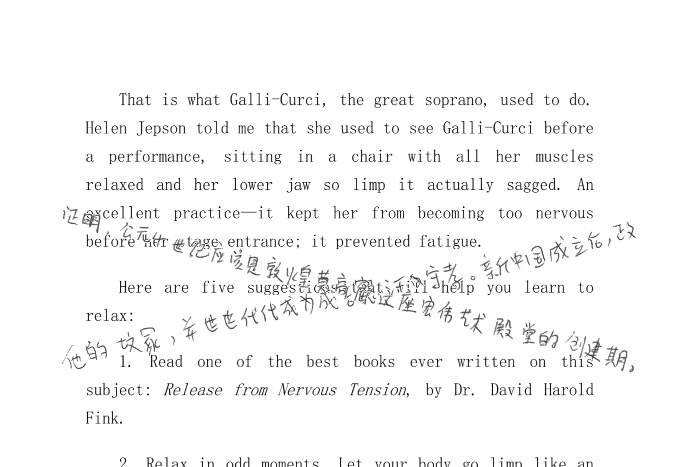 That is what Galli-Curci, the great soprano, used to do.
Helen Jepson told me that she used to see Galli-Curci before
a performance, sitting in a chair with all her muscles
relaxed and her lower jaw so limp it actually sagged. An
excellent practice—it kept her from becoming too nervous
before her stage entrance; it prevented fatigue.
证明，公元 世纪应该是敦煌莫高窟 守者。新中国成立后，改
Here are five suggestions that will help you learn to
relax:
他的坟冢，并世世代代成为 这座宏伟艺术殿堂的创建期。
1. Read one of the best books ever written on this
subject: Release from Nervous Tension, by Dr. David Harold
Fink.
2. Relax in odd moments. Let your body go limp like an